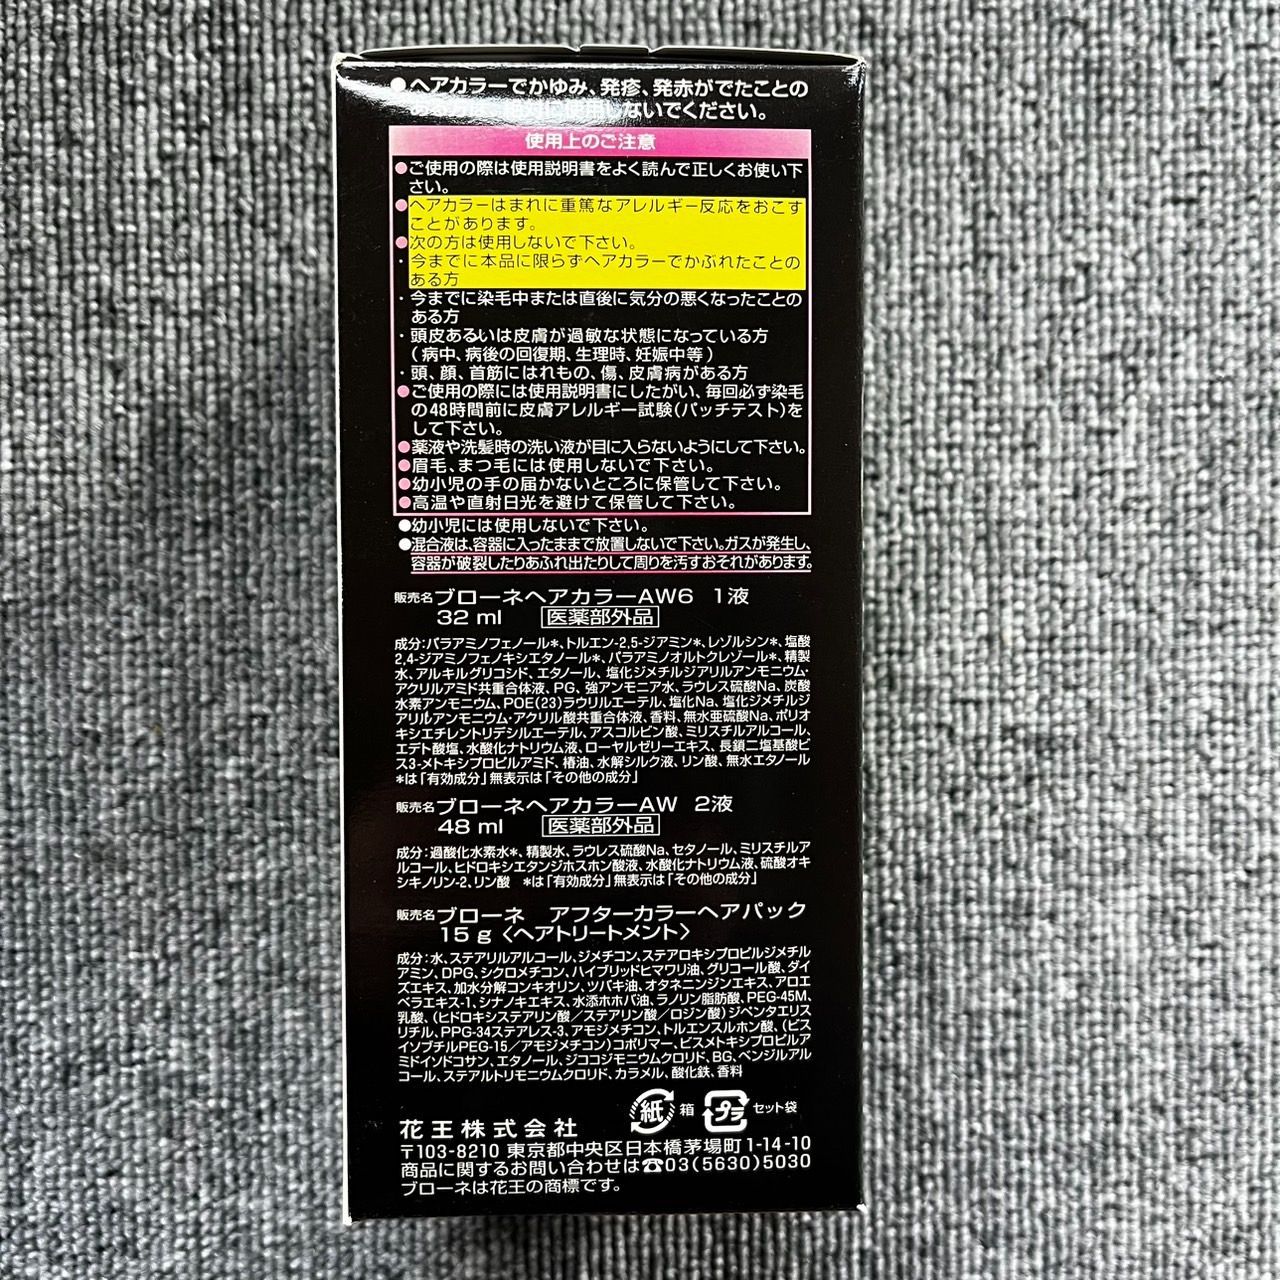 ●ヘアカラーでかゆみ、発疹、発赤がでたことの
ないでください。
使用上のご注意
●ご使用の際は使用説明書をよく読んで正しくお使い下
さい。
●ヘアカラーはまれに重篤なアレルギー反応をおこす
ことがあります。
●次の方は使用しないで下さい。
・今までに本品に限らずヘアカラーでかぶれたことの
ある方
・今までに染毛中または直後に気分の悪くなったことの
ある方
・頭皮あるいは皮膚が過敏な状態になっている方
（病中、病後の回復期、生理時、妊娠中等）
・頭、顔、首筋にはれもの、傷、皮膚病がある方
●ご使用の際には使用説明書にしたがい、毎回必ず染毛
の48時間前に皮膚アレルギー試験（パッチテスト）を
して下さい。
●薬液や洗髪時の洗い液が目に入らないようにして下さい。
●眉毛、まつ毛には使用しないで下さい。
●幼小児の手の届かないところに保管して下さい。
●高温や直射日光を避けて保管して下さい。
●幼小児には使用しないで下さい。
●混合液は、容器に入ったままで放置しないで下さい。ガスが発生し、
容器が破裂したりあふれ出たりして周りを汚すおそれがあります。
販売名 ブローネヘアカラーAW6 1液
32 ml 医薬部外品
成分：パラアミノフェノール＊、トルエン-2,5-ジアミン＊、レゾルシン＊、塩酸
2,4-ジアミノフェノキシエタノール＊、パラアミノオルトクレゾール＊、精製
水、アルキルグリコシド、エタノール、塩化ジメチルジアリルアンモニウム・
アクリルアミド共重合体液、PG、強アンモニア水、ラウレス硫酸Na、炭酸
水素アンモニウム、POE(23)ラウリルエーテル、塩化Na、塩化ジメチルジ
アリルアンモニウム・アクリル酸共重合体液、香料、無水亜硫酸Na、ポリオ
キシエチレントリデシルエーテル、アスコルビン酸、ミリスチルアルコール、
エデト酸塩、水酸化ナトリウム液、ローヤルゼリーエキス、長鎖二塩基酸ビ
ス3-メトキシプロピルアミド、椿油、水解シルク液、リン酸、無水エタノール
＊は「有効成分」無表示は「その他の成分」
販売名 ブローネヘアカラーAW 2液
48 ml 医薬部外品
成分：過酸化水素水＊、精製水、ラウレス硫酸Na、セタノール、ミリスチルア
ルコール、ヒドロキシエタンジホスホン酸液、水酸化ナトリウム液、硫酸オキ
シキノリン-2、リン酸 ＊は「有効成分」無表示は「その他の成分」
販売名 ブローネ アフターカラーヘアパック
15ｇ〈ヘアトリートメント〉
成分：水、ステアリルアルコール、ジメチコン、ステアロキシプロピルジメチル
アミン、DPG、シクロメチコン、ハイブリッドヒマワリ油、グリコール酸、ダイ
ズエキス、加水分解コンキオリン、ツバキ油、オタネニンジンエキス、アロエ
ベラエキス-1、シナノキエキス、水添ホホバ油、ラノリン脂肪酸、PEG-45M、
乳酸、（ヒドロキシステアリン酸／ステアリン酸／ロジン酸）ジペンタエリス
リチル、PPG-34ステアレス-3、アモジメチコン、トルエンスルホン酸、（ビス
イソブチルPEG-15／アモジメチコン）コポリマー、ビスメトキシプロピルア
ミドイソドコサン、エタノール、ジココジモニウムクロリド、BG、ベンジルアル
コール、ステアルトリモニウムクロリド、カラメル、酸化鉄、香料
紙 箱 プラ セット袋
花王株式会社
〒103-8210 東京都中央区日本橋茅場町1-14-10
商品に関するお問い合わせは☎03(5630)5030
ブローネは花王の商標です。